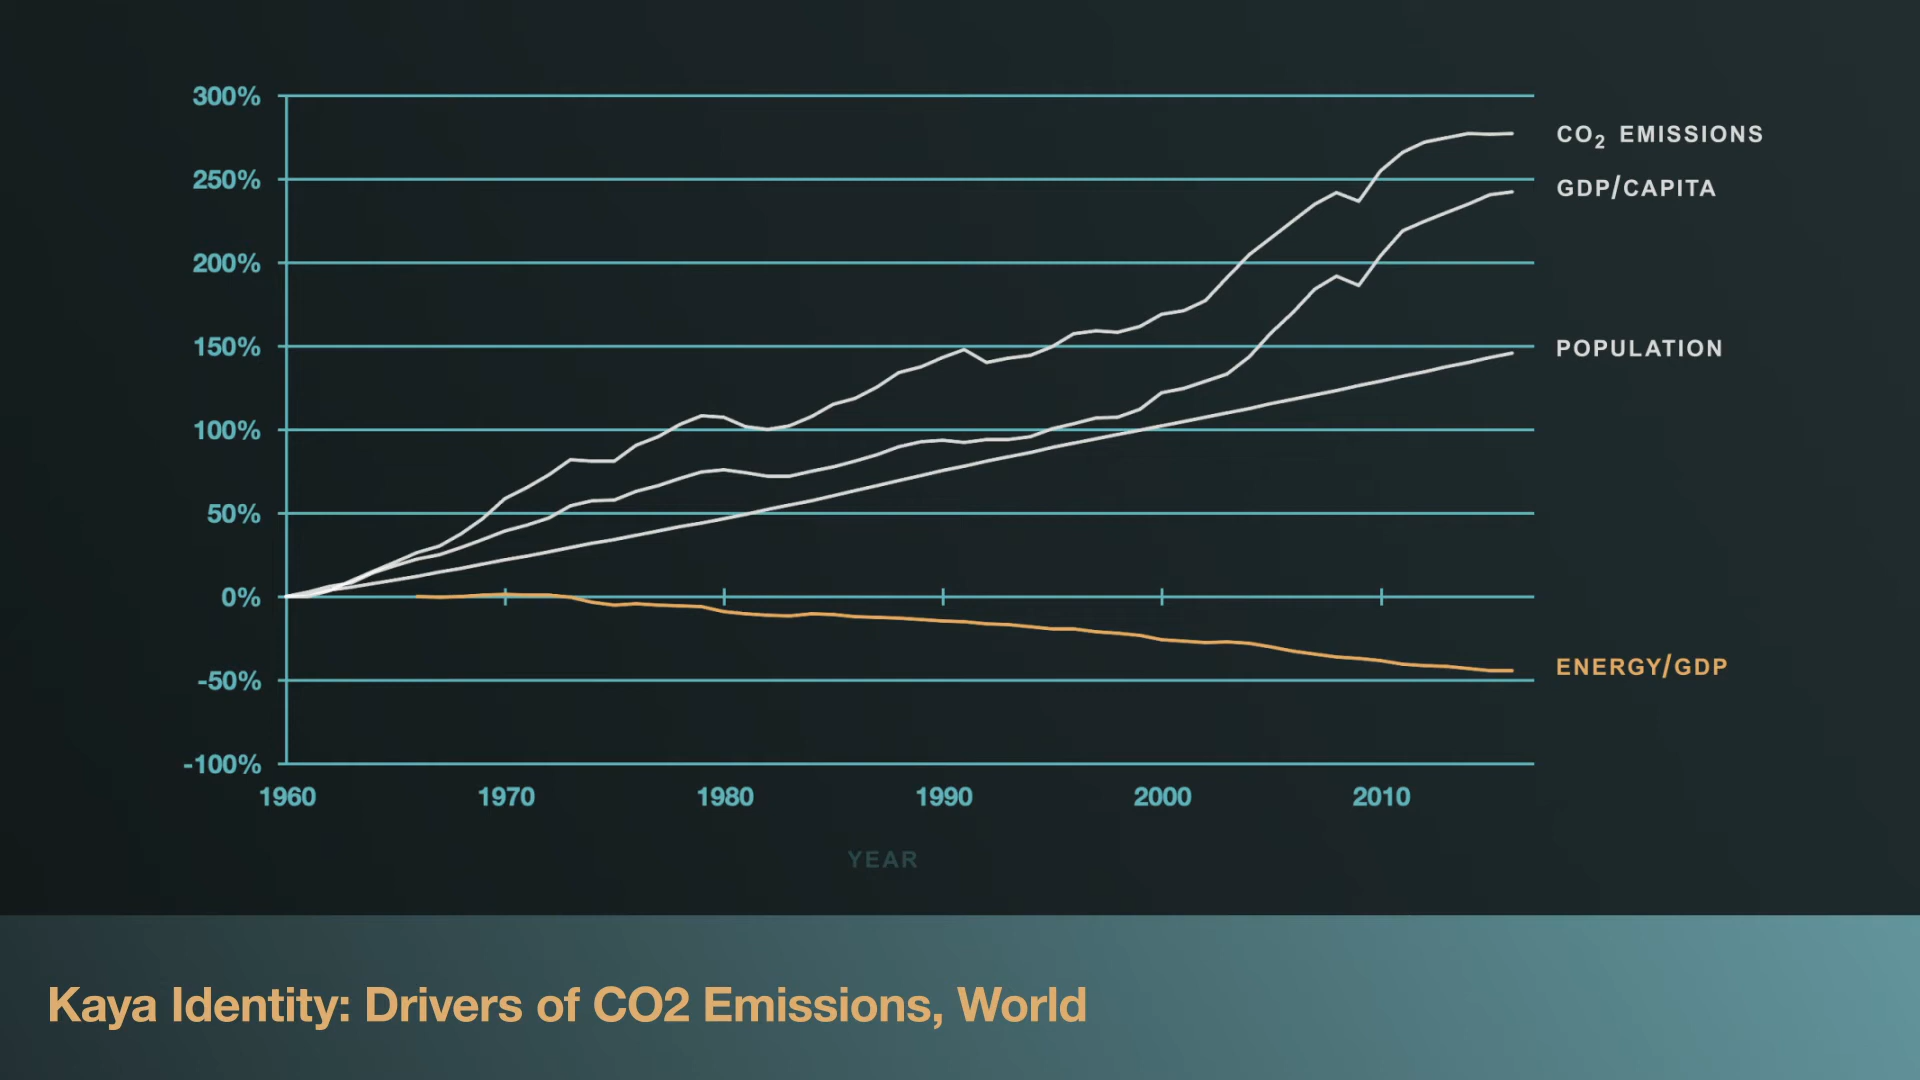 300%
250%
200%
150%
100%
50%
0%
-50%
-100%
1960 1970 1980 1990 2000 2010
YEAR
CO₂ EMISSIONS
GDP/CAPITA
POPULATION
ENERGY/GDP
Kaya Identity: Drivers of CO2 Emissions, World